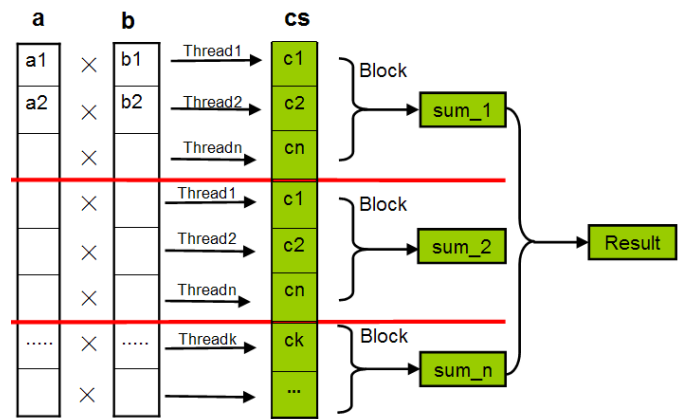 a b cs
a1 × b1 Thread1 c1
Block
a2 × b2 Thread2 c2 sum_1
× Threadn cn
× Thread1 c1
Block
× Thread2 c2 sum_2 Result
× Threadn cn
..... × ..... Threadk ck
Block
× ... sum_n